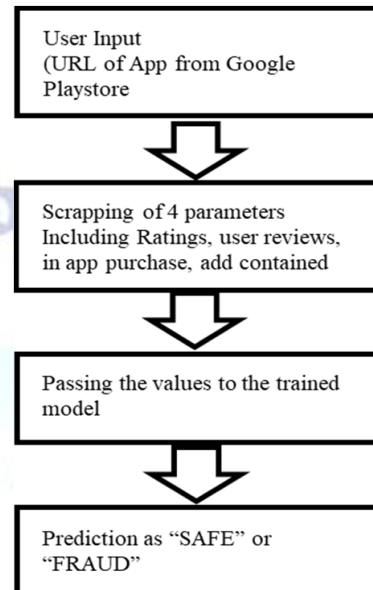 User Input
(URL of App from Google
Playstore
Scrapping of 4 parameters
Including Ratings, user reviews,
in app purchase, add contained
Passing the values to the trained
model
Prediction as “SAFE” or
“FRAUD”